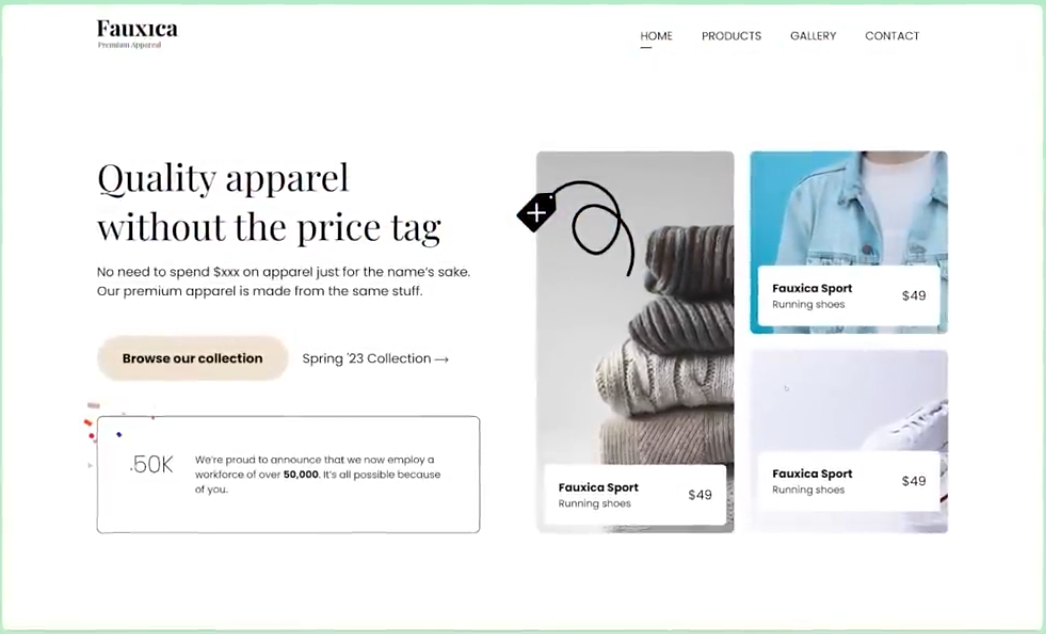 Fauxıca
Premium Apparel
HOME PRODUCTS GALLERY CONTACT
Quality apparel
without the price tag
No need to spend $xxx on apparel just for the name's sake.
Our premium apparel is made from the same stuff.
Browse our collection
Spring '23 Collection →
.50K
We're proud to announce that we now employ a
workforce of over 50,000. It's all possible because
of you.
Fauxica Sport
Running shoes
$49
Fauxica Sport
Running shoes
$49
Fauxica Sport
Running shoes
$49